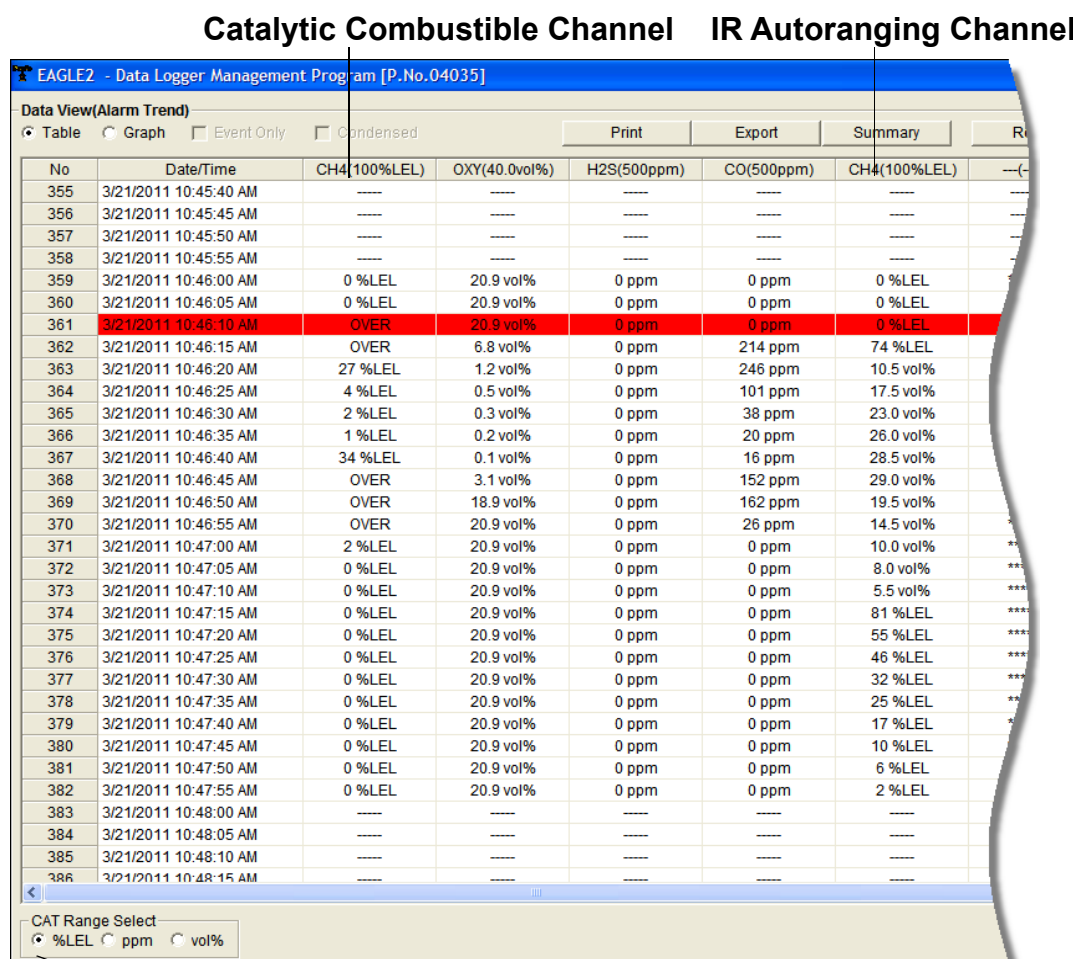 Catalytic Combustible Channel IR Autoranging Channel
EAGLE2 - Data Logger Management Program [P.No.04035]
Data View(Alarm Trend)
Table Graph Event Only Condensed Print Export Summary
No Date/Time CH4(100%LEL) OXY(40.0vol%) H2S(500ppm) CO(500ppm) CH4(100%LEL) ---(-
355 3/21/2011 10:45:40 AM ----- ----- ----- ----- -----
356 3/21/2011 10:45:45 AM ----- ----- ----- ----- -----
357 3/21/2011 10:45:50 AM ----- ----- ----- ----- -----
358 3/21/2011 10:45:55 AM ----- ----- ----- ----- -----
359 3/21/2011 10:46:00 AM 0 %LEL 20.9 vol% 0 ppm 0 ppm 0 %LEL
360 3/21/2011 10:46:05 AM 0 %LEL 20.9 vol% 0 ppm 0 ppm 0 %LEL
361 3/21/2011 10:46:10 AM OVER 20.9 vol% 0 ppm 0 ppm 0 %LEL
362 3/21/2011 10:46:15 AM OVER 6.8 vol% 0 ppm 214 ppm 74 %LEL
363 3/21/2011 10:46:20 AM 27 %LEL 1.2 vol% 0 ppm 246 ppm 10.5 vol%
364 3/21/2011 10:46:25 AM 4 %LEL 0.5 vol% 0 ppm 101 ppm 17.5 vol%
365 3/21/2011 10:46:30 AM 2 %LEL 0.3 vol% 0 ppm 38 ppm 23.0 vol%
366 3/21/2011 10:46:35 AM 1 %LEL 0.2 vol% 0 ppm 20 ppm 26.0 vol%
367 3/21/2011 10:46:40 AM 34 %LEL 0.1 vol% 0 ppm 16 ppm 28.5 vol%
368 3/21/2011 10:46:45 AM OVER 3.1 vol% 0 ppm 152 ppm 29.0 vol%
369 3/21/2011 10:46:50 AM OVER 18.9 vol% 0 ppm 162 ppm 19.5 vol%
370 3/21/2011 10:46:55 AM OVER 20.9 vol% 0 ppm 26 ppm 14.5 vol% *
371 3/21/2011 10:47:00 AM 2 %LEL 20.9 vol% 0 ppm 0 ppm 10.0 vol% **
372 3/21/2011 10:47:05 AM 0 %LEL 20.9 vol% 0 ppm 0 ppm 8.0 vol% ***
373 3/21/2011 10:47:10 AM 0 %LEL 20.9 vol% 0 ppm 0 ppm 5.5 vol% ****
374 3/21/2011 10:47:15 AM 0 %LEL 20.9 vol% 0 ppm 0 ppm 81 %LEL ****
375 3/21/2011 10:47:20 AM 0 %LEL 20.9 vol% 0 ppm 0 ppm 55 %LEL ****
376 3/21/2011 10:47:25 AM 0 %LEL 20.9 vol% 0 ppm 0 ppm 46 %LEL ****
377 3/21/2011 10:47:30 AM 0 %LEL 20.9 vol% 0 ppm 0 ppm 32 %LEL ***
378 3/21/2011 10:47:35 AM 0 %LEL 20.9 vol% 0 ppm 0 ppm 25 %LEL **
379 3/21/2011 10:47:40 AM 0 %LEL 20.9 vol% 0 ppm 0 ppm 17 %LEL *
380 3/21/2011 10:47:45 AM 0 %LEL 20.9 vol% 0 ppm 0 ppm 10 %LEL
381 3/21/2011 10:47:50 AM 0 %LEL 20.9 vol% 0 ppm 0 ppm 6 %LEL
382 3/21/2011 10:47:55 AM 0 %LEL 20.9 vol% 0 ppm 0 ppm 2 %LEL
383 3/21/2011 10:48:00 AM ----- ----- ----- ----- -----
384 3/21/2011 10:48:05 AM ----- ----- ----- ----- -----
385 3/21/2011 10:48:10 AM ----- ----- ----- ----- -----
386 3/21/2011 10:48:15 AM ----- ----- ----- ----- -----
CAT Range Select
%LEL ppm vol%